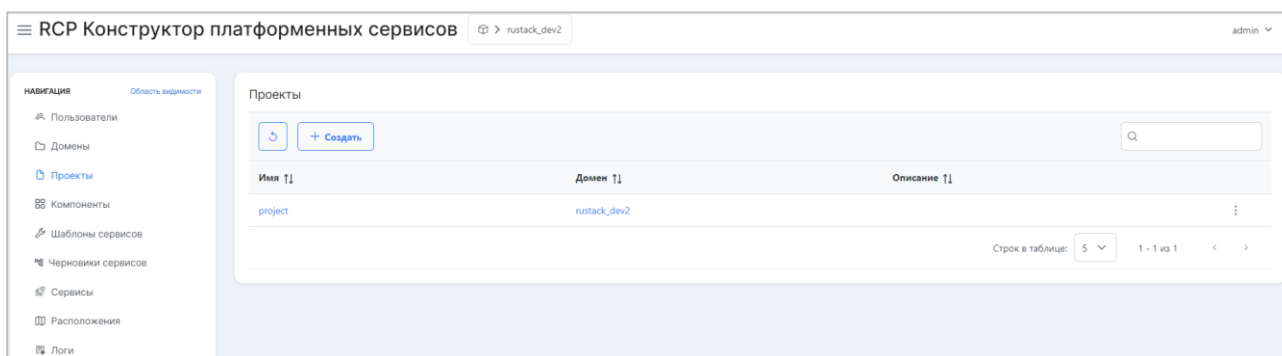 RCP Конструктор платформенных сервисов rustack_dev2 admin
НАВИГАЦИЯ Область видимости
Пользователи
Домены
Проекты
Компоненты
Шаблоны сервисов
Черновики сервисов
Сервисы
Расположения
Логи
Проекты
+ Создать
Имя Домен Описание
project rustack_dev2
Строк в таблице: 5 1 - 1 из 1